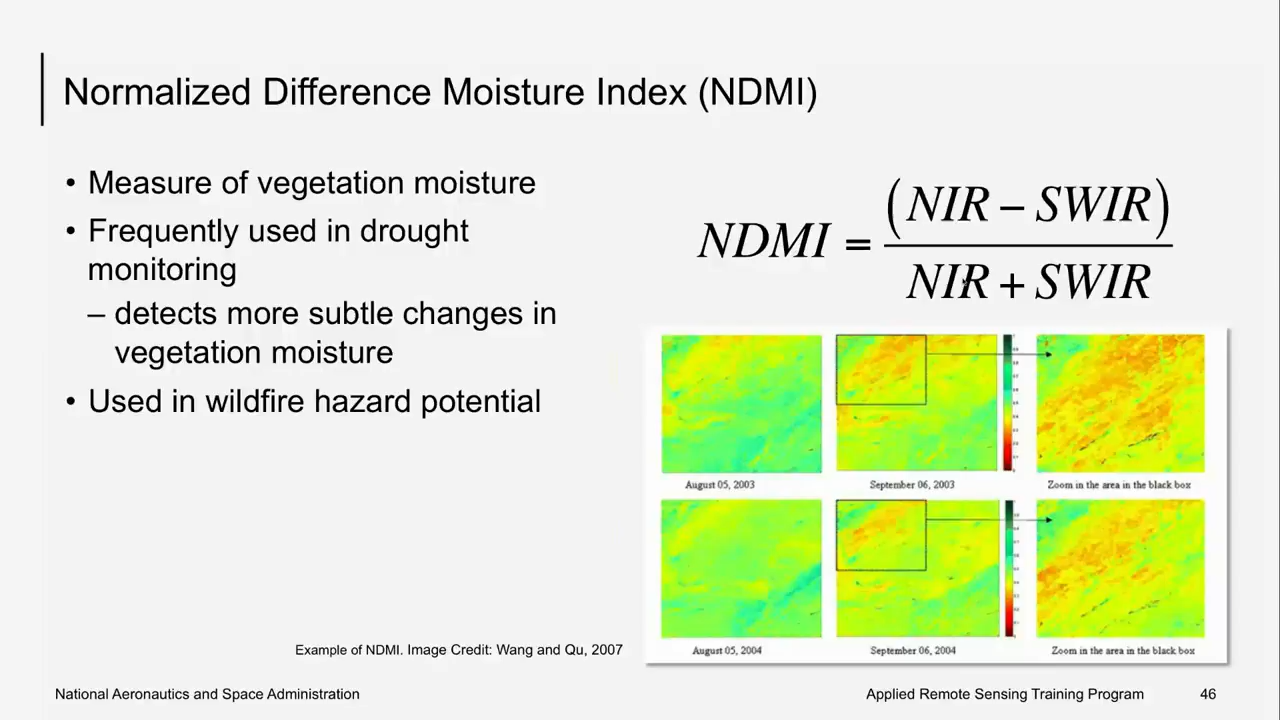 Normalized Difference Moisture Index (NDMI)
• Measure of vegetation moisture
• Frequently used in drought
monitoring
– detects more subtle changes in
vegetation moisture
• Used in wildfire hazard potential
NDMI = (NIR − SWIR) / NIR + SWIR
August 05, 2003
September 06, 2003
Zoom in the area in the black box
August 05, 2004
September 06, 2004
Zoom in the area in the black box
Example of NDMI. Image Credit: Wang and Qu, 2007
National Aeronautics and Space Administration
Applied Remote Sensing Training Program
46